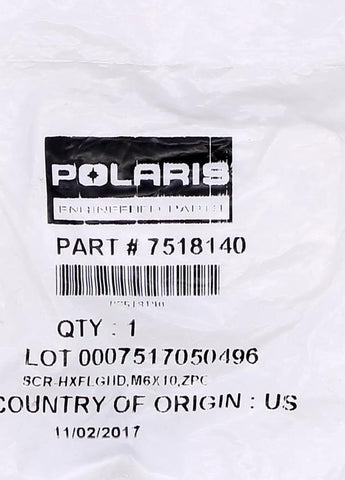 POLARIS
ENGINEERED PARTS
PART # 7518140
QTY : 1
LOT 0007517050496
SCR-HXFLGHD,M6X10,ZPC
COUNTRY OF ORIGIN : US
11/02/2017